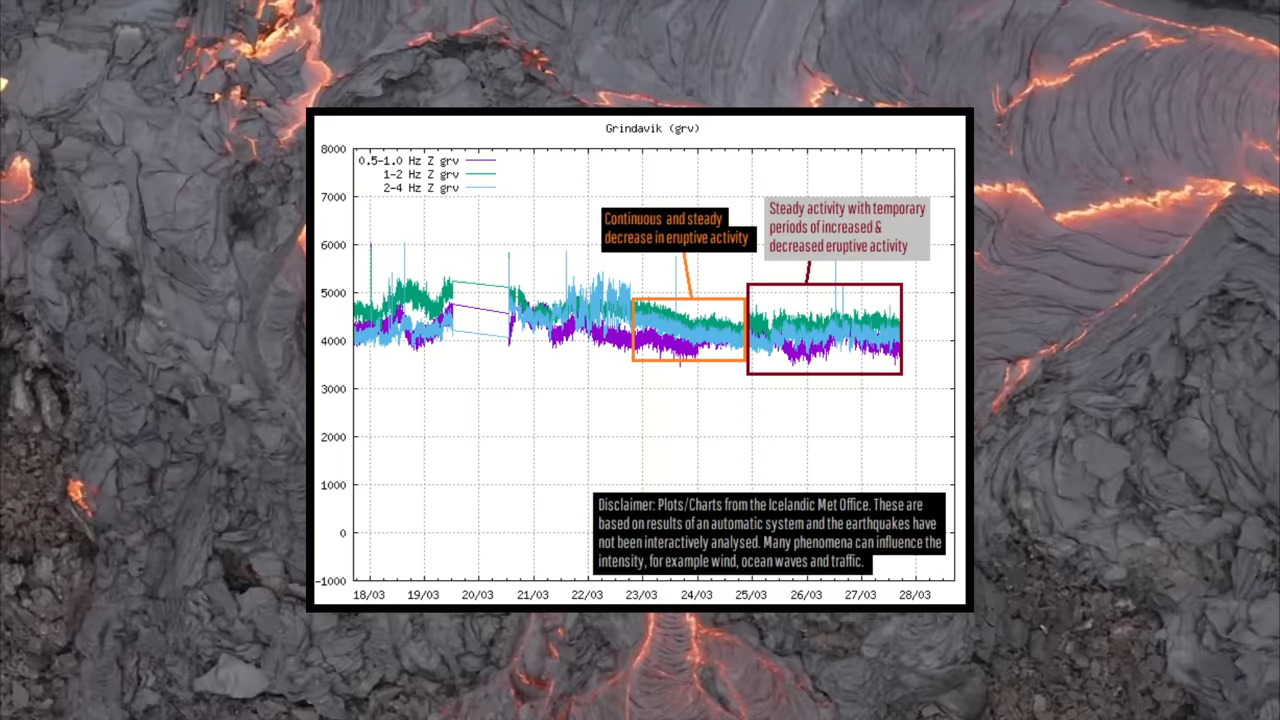 Grindavik (grv)
8000
7000
6000
5000
4000
3000
2000
1000
0
-1000
0.5-1.0 Hz Z grv
1-2 Hz Z grv
2-4 Hz Z grv
Continuous and steady
decrease in eruptive activity
Steady activity with temporary
periods of increased &
decreased eruptive activity
Disclaimer: Plots/Charts from the Icelandic Met Office. These are
based on results of an automatic system and the earthquakes have
not been interactively analysed. Many phenomena can influence the
intensity, for example wind, ocean waves and traffic.
18/03 19/03 20/03 21/03 22/03 23/03 24/03 25/03 26/03 27/03 28/03